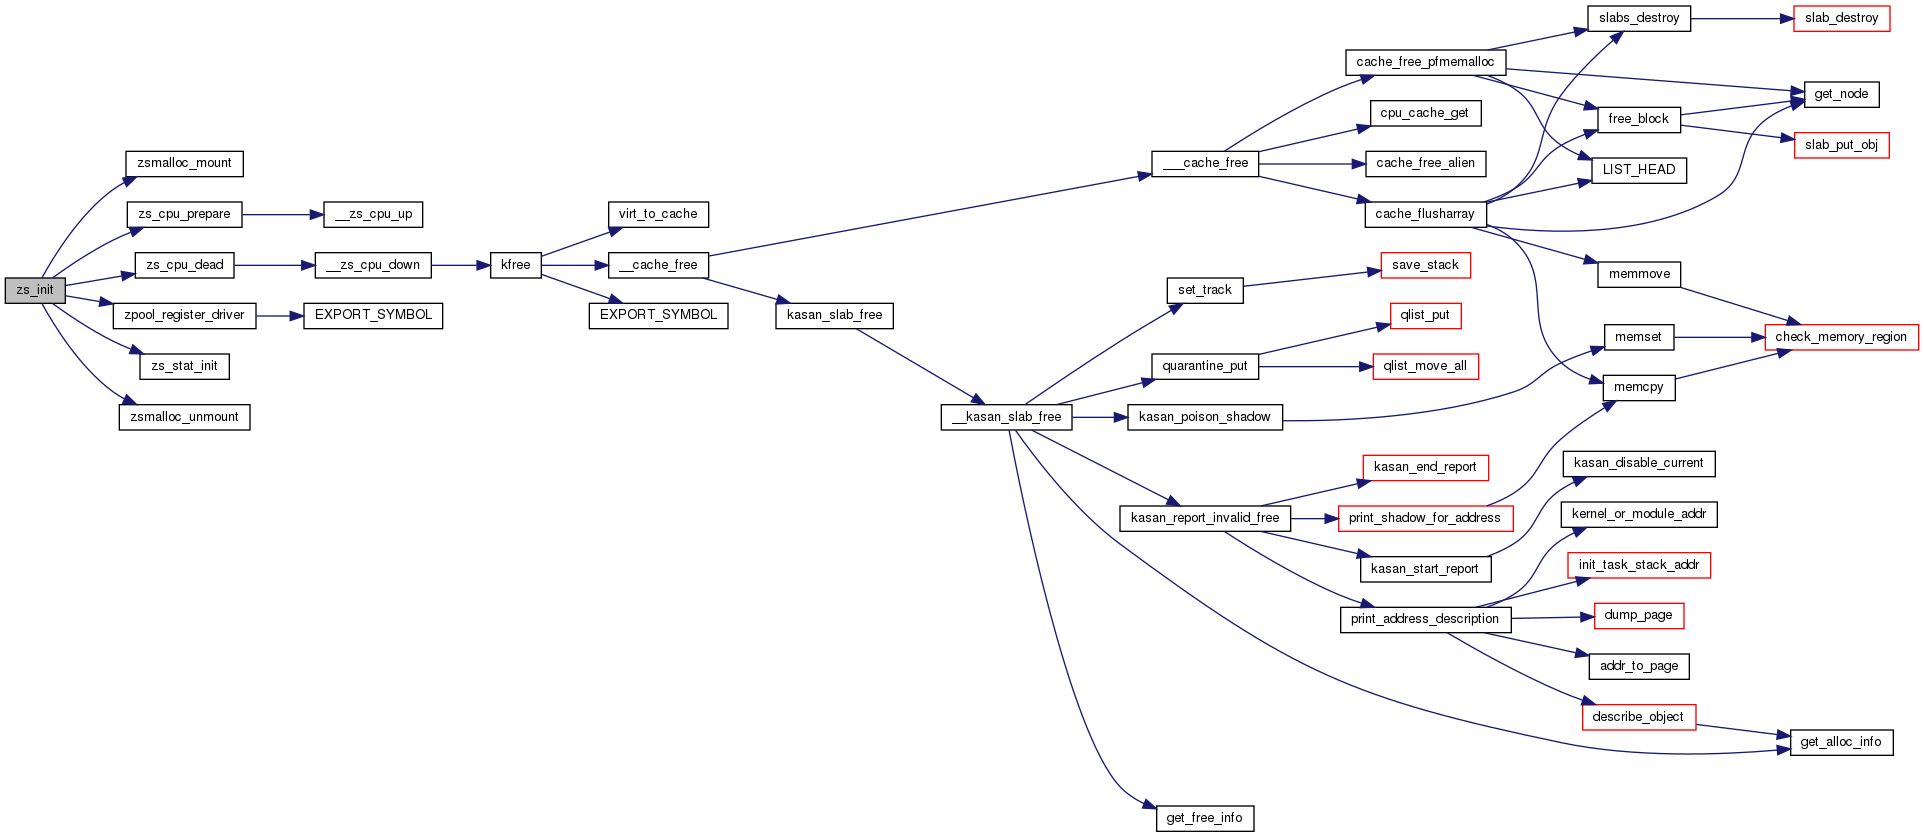 zs_init
zsmalloc_mount
zs_cpu_prepare
zs_cpu_dead
zpool_register_driver
zs_stat_init
zsmalloc_unmount
__zs_cpu_up
__zs_cpu_down
EXPORT_SYMBOL
kfree
virt_to_cache
__cache_free
EXPORT_SYMBOL
kasan_slab_free
___cache_free
__kasan_slab_free
cache_free_pfmemalloc
cpu_cache_get
cache_free_alien
cache_flusharray
set_track
save_stack
quarantine_put
qlist_put
qlist_move_all
kasan_poison_shadow
kasan_report_invalid_free
kasan_end_report
print_shadow_for_address
kasan_start_report
print_address_description
get_free_info
slabs_destroy
slab_destroy
free_block
get_node
slab_put_obj
LIST_HEAD
memmove
memset
check_memory_region
memcpy
kasan_disable_current
kernel_or_module_addr
init_task_stack_addr
dump_page
addr_to_page
describe_object
get_alloc_info